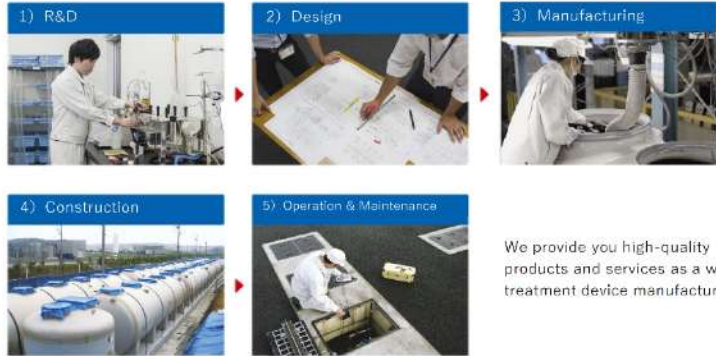 1) R&D
2) Design
3) Manufacturing
4) Construction
5) Operation & Maintenance
We provide you high-quality
products and services as a
treatment device